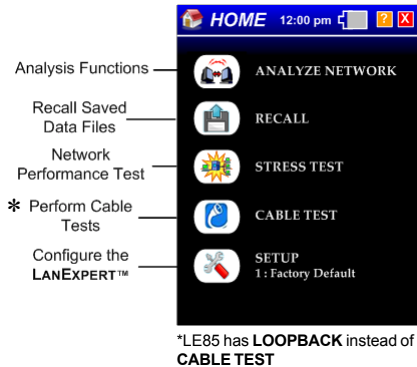 HOME 12:00 pm ? X
Analysis Functions
ANALYZE NETWORK
Recall Saved
Data Files
RECALL
Network
Performance Test
STRESS TEST
* Perform Cable
Tests
CABLE TEST
Configure the
LANEXPERT™
SETUP
1 : Factory Default
*LE85 has LOOPBACK instead of
CABLE TEST